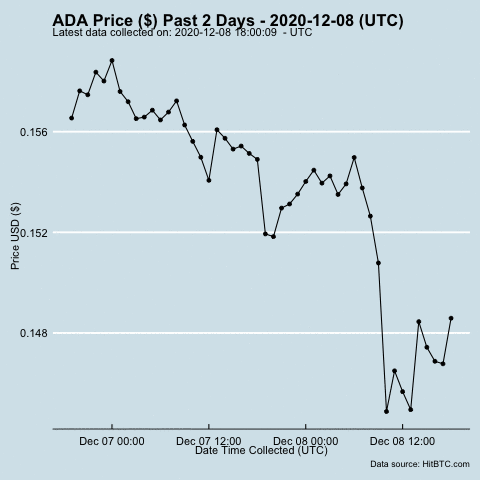 ADA Price ($) Past 2 Days - 2020-12-08 (UTC)
Latest data collected on: 2020-12-08 18:00:09  - UTC
0.156
0.152
0.148
Price USD ($)
Dec 07 00:00 Dec 07 12:00 Dec 08 00:00 Dec 08 12:00
Date Time Collected (UTC)
Data source: HitBTC.com